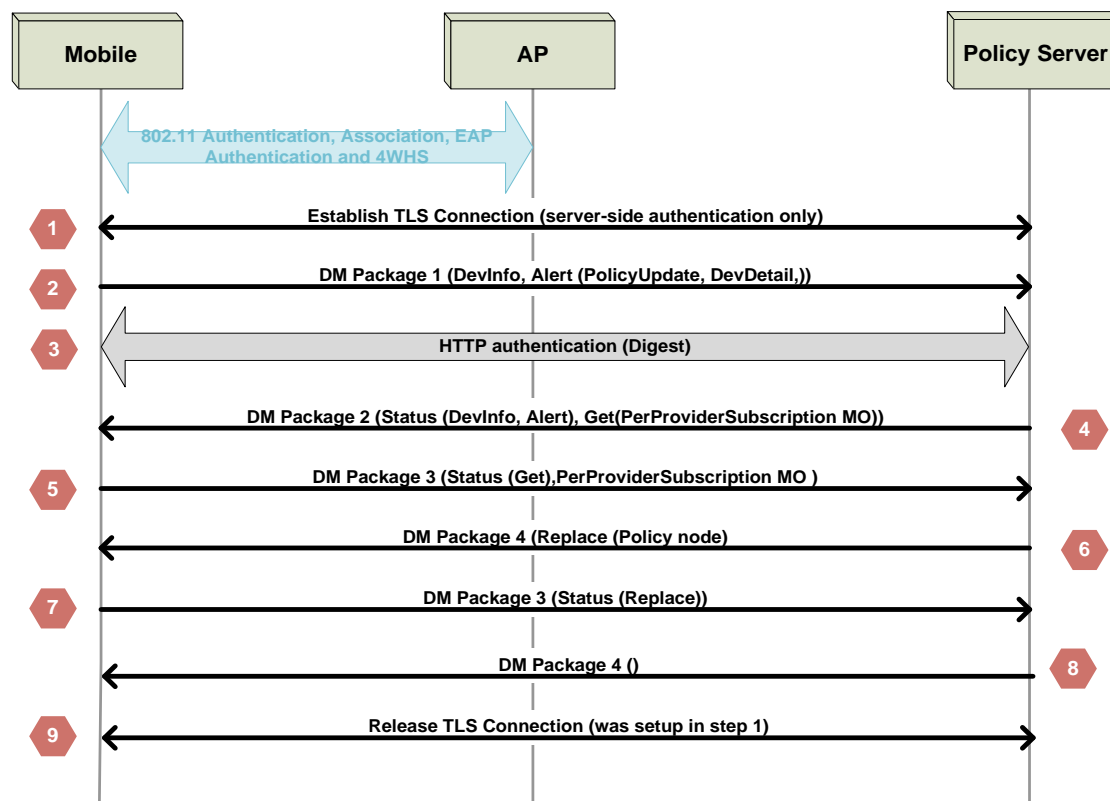 Mobile
AP
Policy Server
802.11 Authentication, Association, EAP
Authentication and 4WHS
1
Establish TLS Connection (server-side authentication only)
2
DM Package 1 (DevInfo, Alert (PolicyUpdate, DevDetail,))
3
HTTP authentication (Digest)
DM Package 2 (Status (DevInfo, Alert), Get(PerProviderSubscription MO))
4
5
DM Package 3 (Status (Get),PerProviderSubscription MO )
DM Package 4 (Replace (Policy node)
6
7
DM Package 3 (Status (Replace))
DM Package 4 ()
8
9
Release TLS Connection (was setup in step 1)